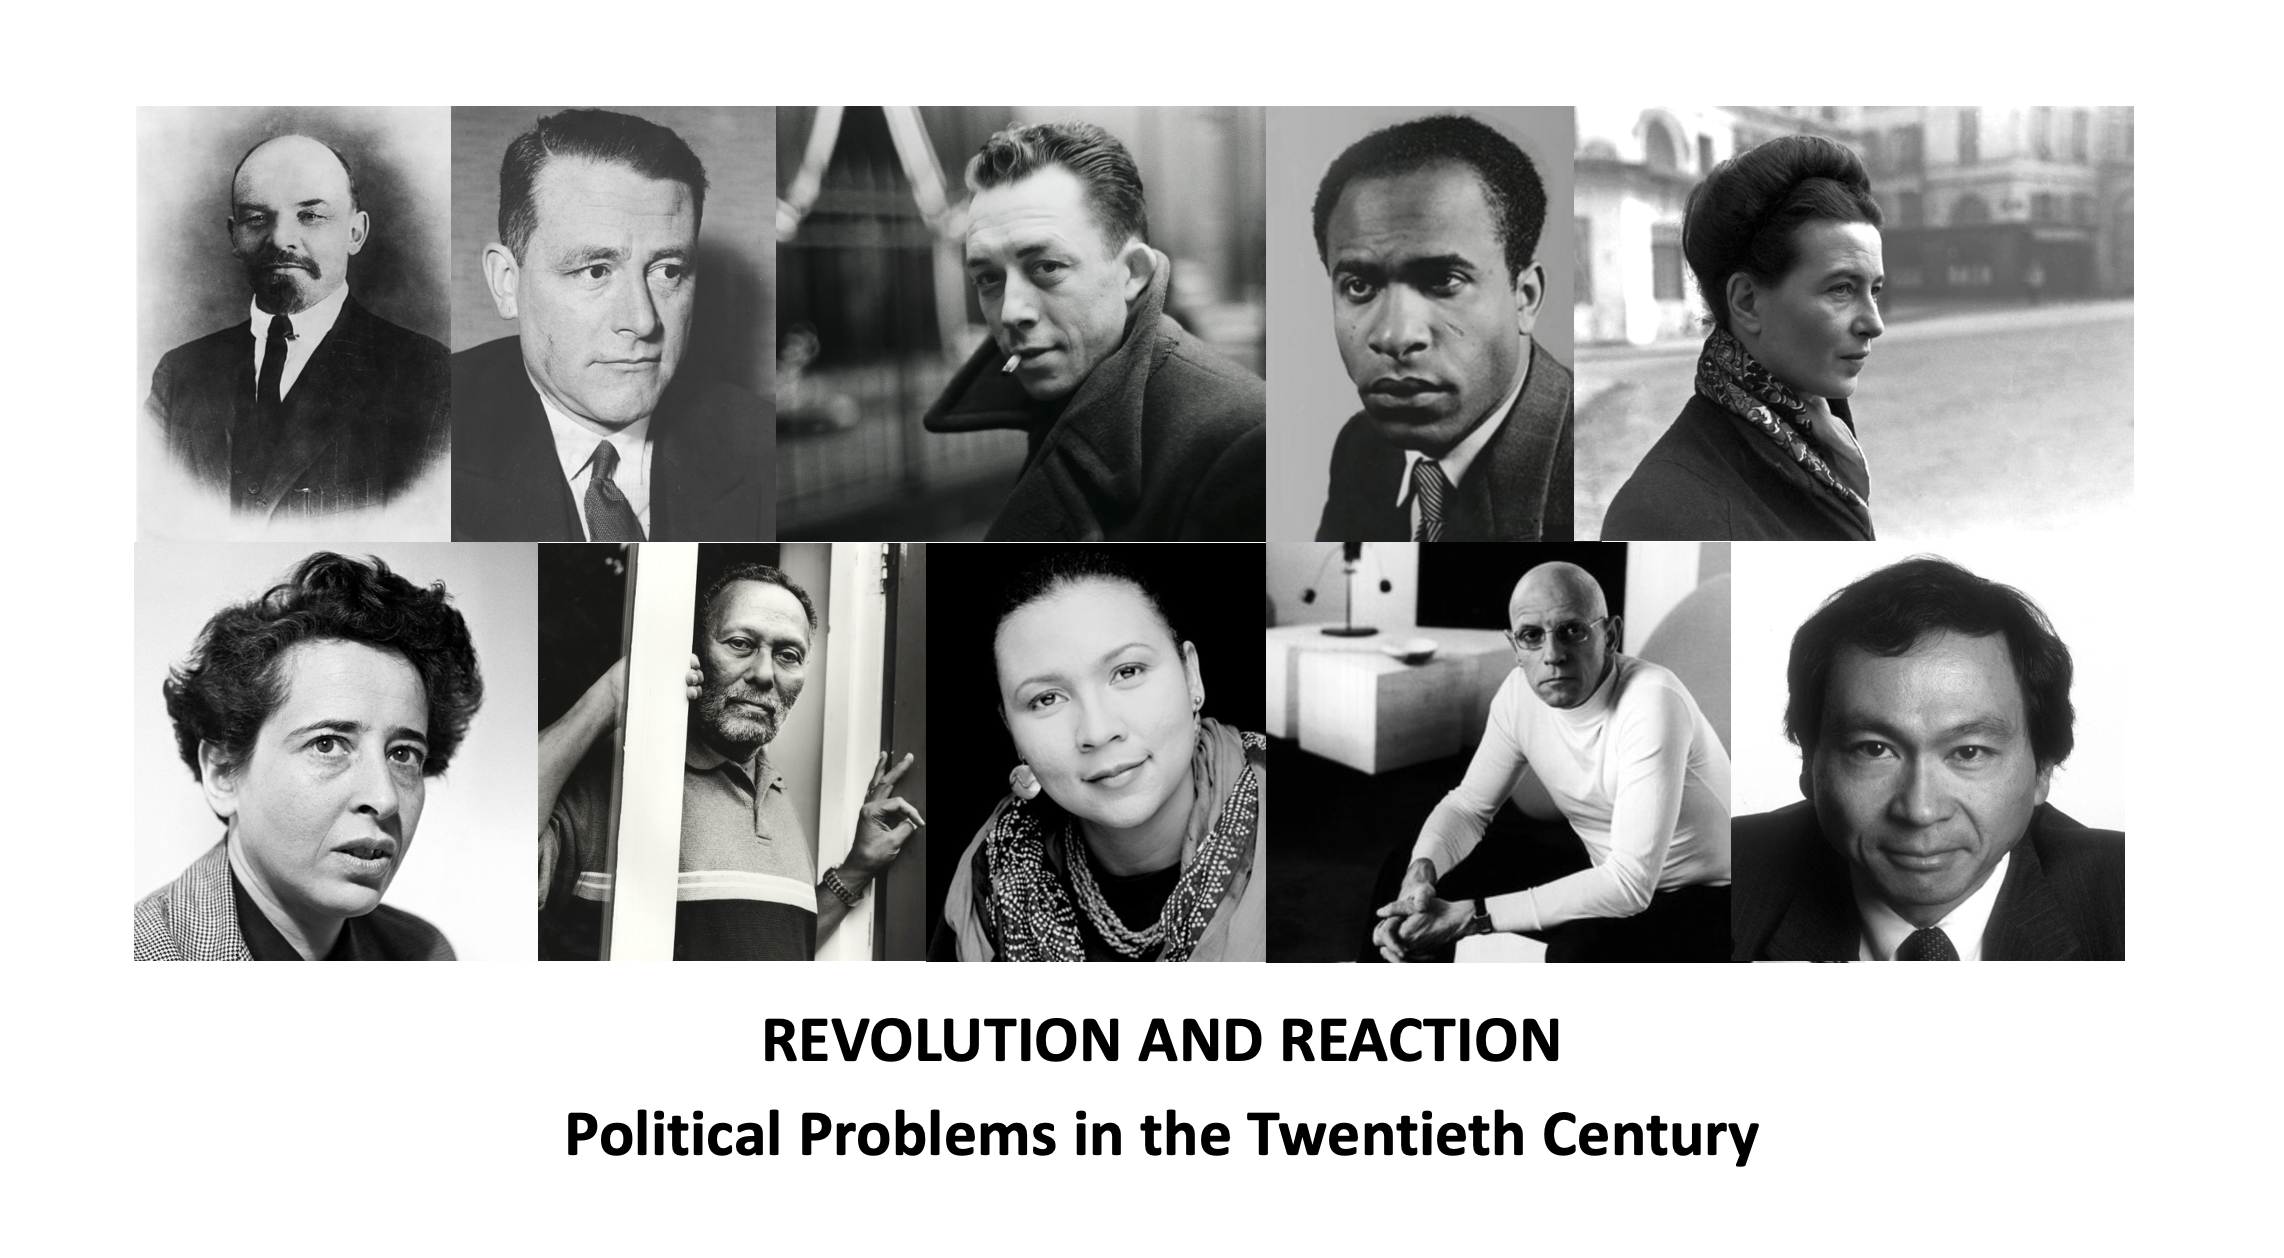 REVOLUTION AND REACTION
Political Problems in the Twentieth Century